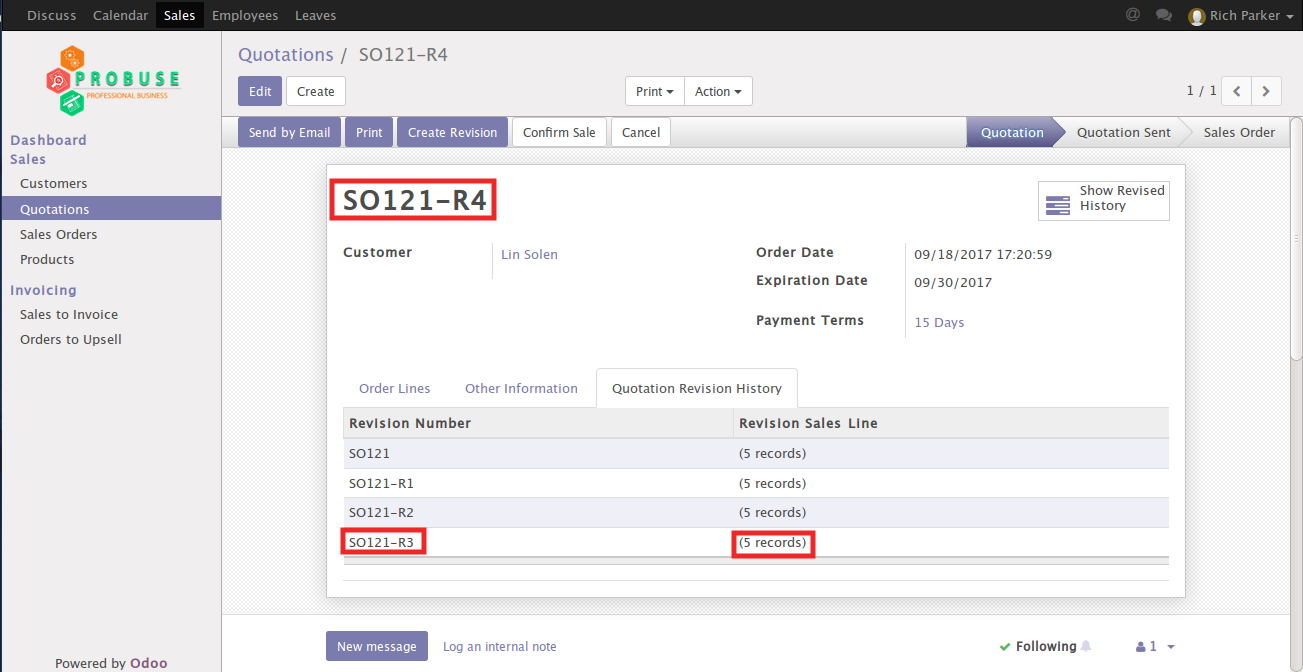 Discuss Calendar Sales Employees Leaves @ Rich Parker
PROBUSE
PROFESSIONAL BUSINESS
Dashboard
Sales
Customers
Quotations
Sales Orders
Products
Invoicing
Sales to Invoice
Orders to Upsell
Powered by Odoo
Quotations / SO121-R4
Edit Create Print Action 1 / 1
Send by Email Print Create Revision Confirm Sale Cancel Quotation Quotation Sent Sales Order
SO121-R4
Show Revised
History
Customer Lin Solen
Order Date 09/18/2017 17:20:59
Expiration Date 09/30/2017
Payment Terms 15 Days
Order Lines Other Information Quotation Revision History
Revision Number Revision Sales Line
SO121 (5 records)
SO121-R1 (5 records)
SO121-R2 (5 records)
SO121-R3 (5 records)
New message Log an internal note Following 1